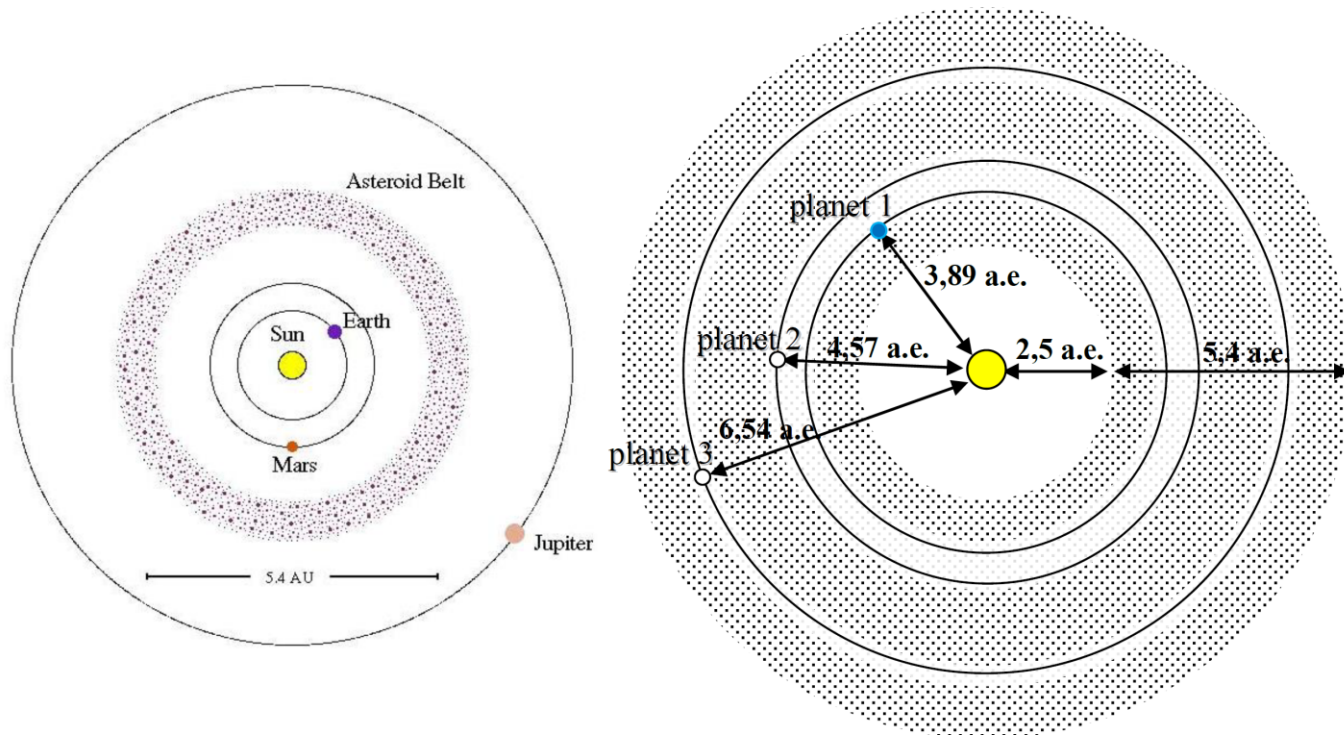 Asteroid Belt
Sun
Earth
Mars
Jupiter
5.4 AU
planet 1
3,89 a.e.
planet 2
4,57 a.e.
2,5 a.e.
5,4 a.e.
6,54 a.e.
planet 3